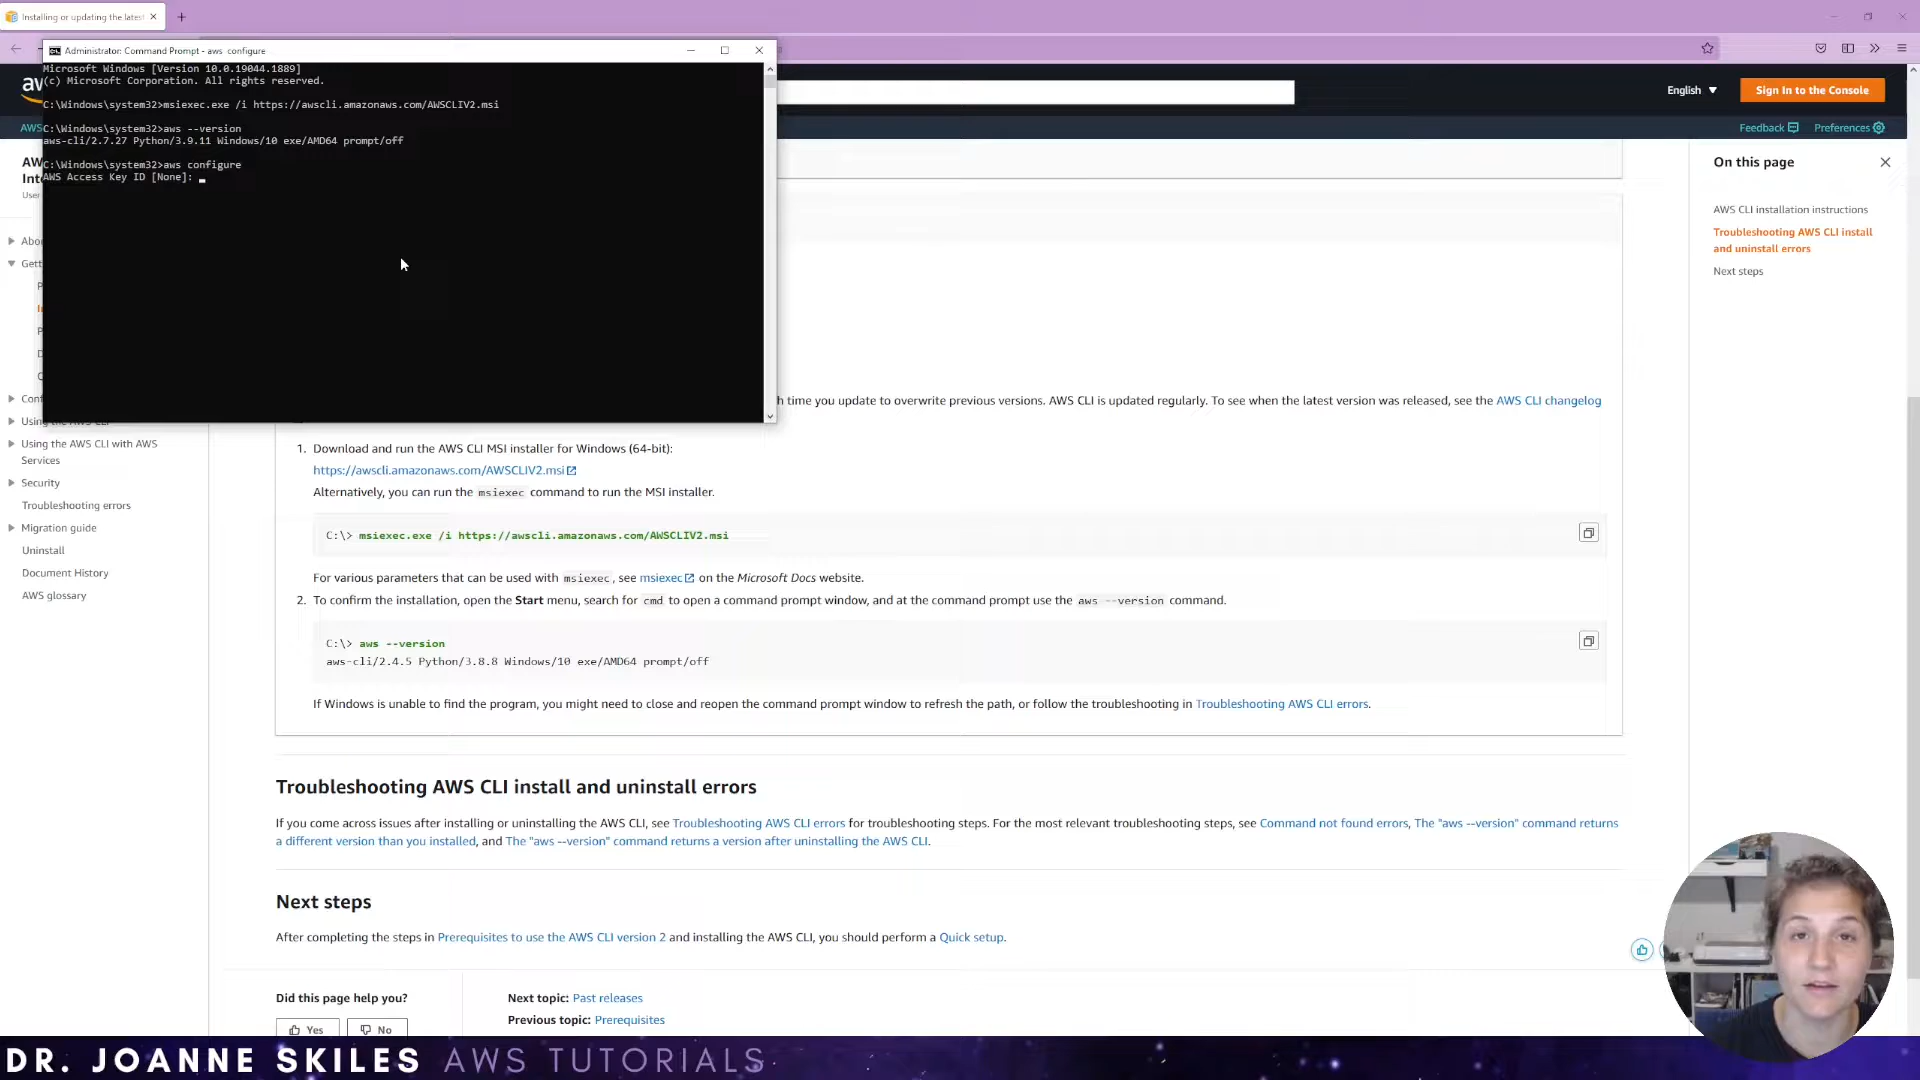 Installing or updating the latest
Administrator: Command Prompt - aws configure
Microsoft Windows [Version 10.0.19044.1889]
(c) Microsoft Corporation. All rights reserved.
C:\Windows\system32>msiexec.exe /i https://awscli.amazonaws.com/AWSCLIV2.msi
C:\Windows\system32>aws --version
aws-cli/2.7.27 Python/3.9.11 Windows/10 exe/AMD64 prompt/off
C:\Windows\system32>aws configure
AWS Access Key ID [None]:
English
Sign In to the Console
AWS
Feedback
Preferences
AW
Int
User
Abo
Gett
Conf
Using the AWS CLI
Using the AWS CLI with AWS
Services
Security
Troubleshooting errors
Migration guide
Uninstall
Document History
AWS glossary
On this page
AWS CLI installation instructions
Troubleshooting AWS CLI install
and uninstall errors
Next steps
h time you update to overwrite previous versions. AWS CLI is updated regularly. To see when the latest version was released, see the AWS CLI changelog
1. Download and run the AWS CLI MSI installer for Windows (64-bit):
https://awscli.amazonaws.com/AWSCLIV2.msi
Alternatively, you can run the msiexec command to run the MSI installer.
C:\> msiexec.exe /i https://awscli.amazonaws.com/AWSCLIV2.msi
For various parameters that can be used with msiexec, see msiexec on the Microsoft Docs website.
2. To confirm the installation, open the Start menu, search for cmd to open a command prompt window, and at the command prompt use the aws --version command.
C:\> aws --version
aws-cli/2.4.5 Python/3.8.8 Windows/10 exe/AMD64 prompt/off
If Windows is unable to find the program, you might need to close and reopen the command prompt window to refresh the path, or follow the troubleshooting in Troubleshooting AWS CLI errors.
Troubleshooting AWS CLI install and uninstall errors
If you come across issues after installing or uninstalling the AWS CLI, see Troubleshooting AWS CLI errors for troubleshooting steps. For the most relevant troubleshooting steps, see Command not found errors, The "aws --version" command returns
a different version than you installed, and The "aws --version" command returns a version after uninstalling the AWS CLI.
Next steps
After completing the steps in Prerequisites to use the AWS CLI version 2 and installing the AWS CLI, you should perform a Quick setup.
Did this page help you?
Yes
No
Next topic: Past releases
Previous topic: Prerequisites
DR. JOANNE SKILES AWS TUTORIALS